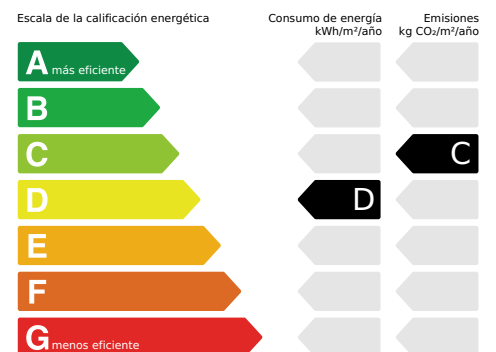 Escala de la calificación energética
Consumo de energía
kWh/m²/año
Emisiones
kg CO₂/m²/año
A más eficiente
B
C
C
D
D
E
F
G menos eficiente